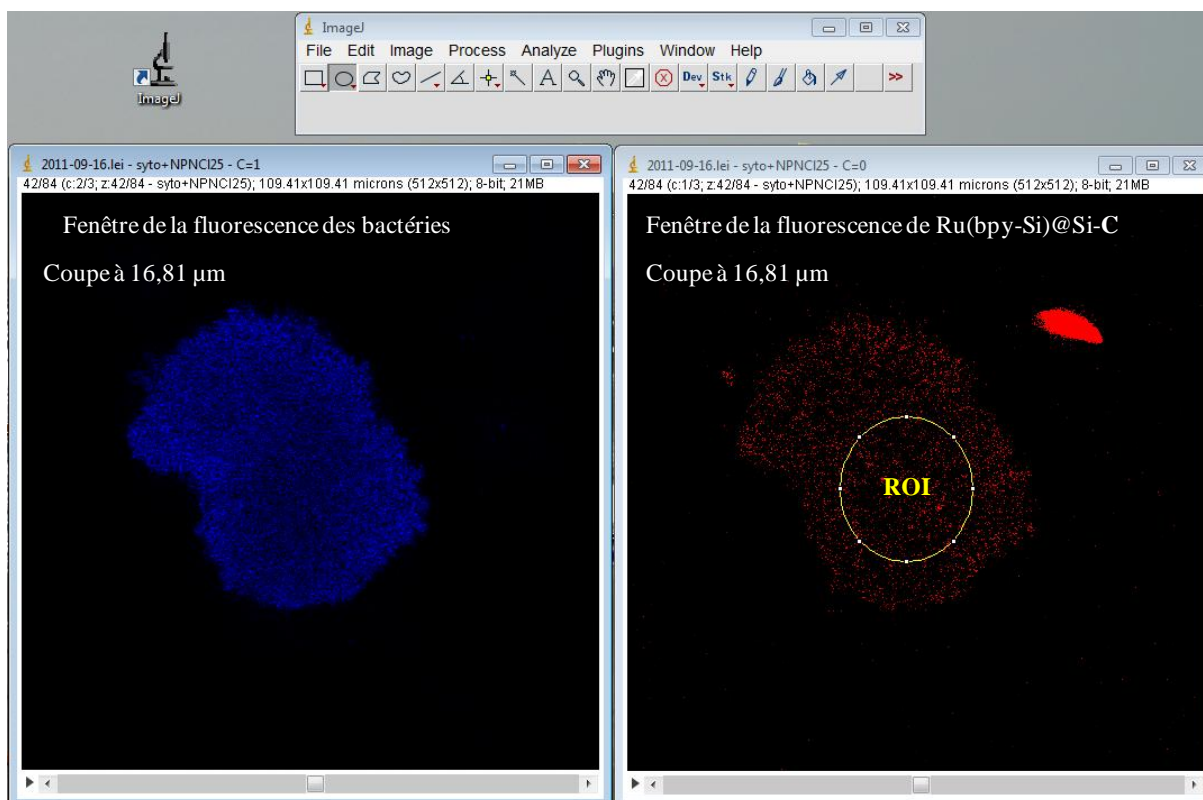 ImageJ
File Edit Image Process Analyze Plugins Window Help
A Dev Stk >>
ImageJ
2011-09-16.lei - syto+NPNCI25 - C=1
42/84 (c:2/3; z:42/84 - syto+NPNCI25); 109.41x109.41 microns (512x512); 8-bit; 21MB
Fenêtre de la fluorescence des bactéries
Coupe à 16,81 µm
2011-09-16.lei - syto+NPNCI25 - C=0
42/84 (c:1/3; z:42/84 - syto+NPNCI25); 109.41x109.41 microns (512x512); 8-bit; 21MB
Fenêtre de la fluorescence de Ru(bpy-Si)@Si-C
Coupe à 16,81 µm
ROI